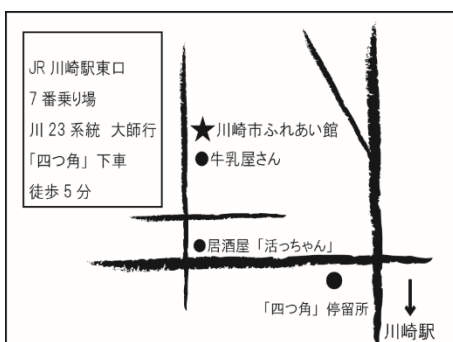 JR 川崎駅東口
7 番乗り場
川 23 系統 大師行
「四つ角」下車
徒歩 5 分
★川崎市ふれあい館
●牛乳屋さん
●居酒屋「活っちゃん」
「四つ角」停留所
川崎駅